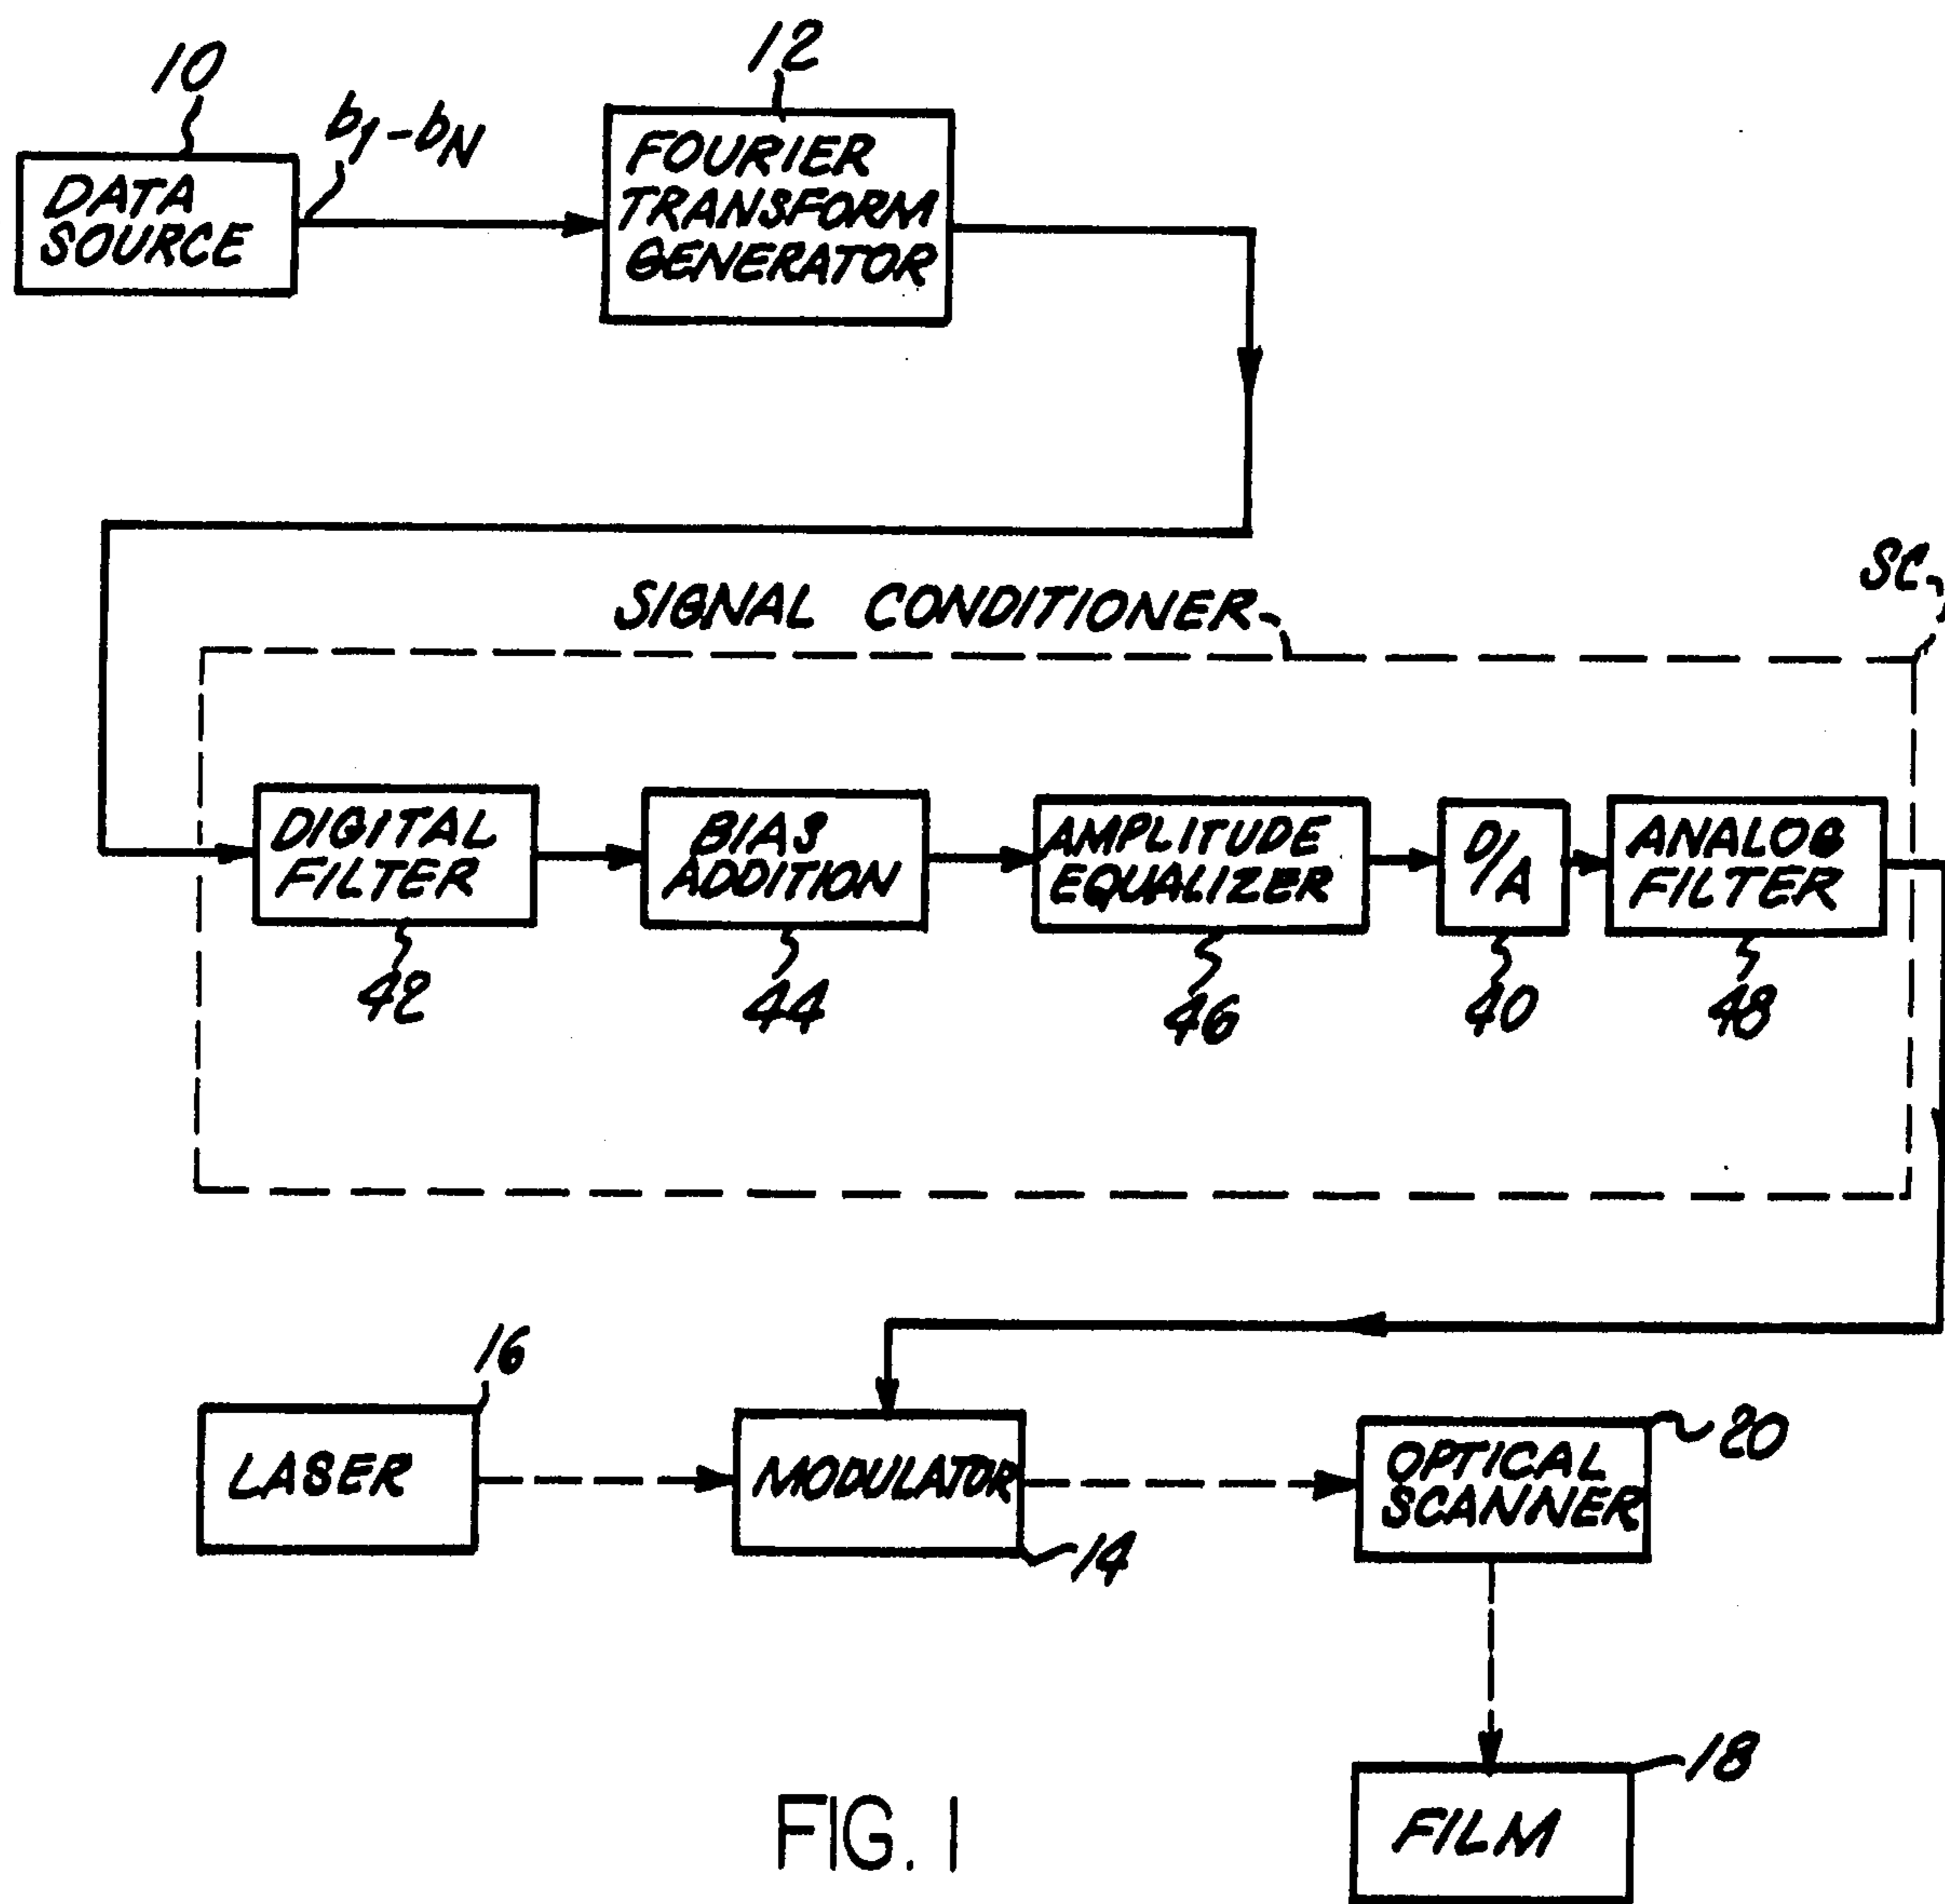 10
12
b1-bN
DATA
SOURCE
FOURIER
TRANSFORM
GENERATOR
SIGNAL CONDITIONER
SC
DIGITAL
FILTER
BIAS
ADDITION
AMPLITUDE
EQUALIZER
D/A
ANALOG
FILTER
42
44
46
40
48
16
LASER
MODULATOR
14
OPTICAL
SCANNER
20
18
FILM
FIG. 1